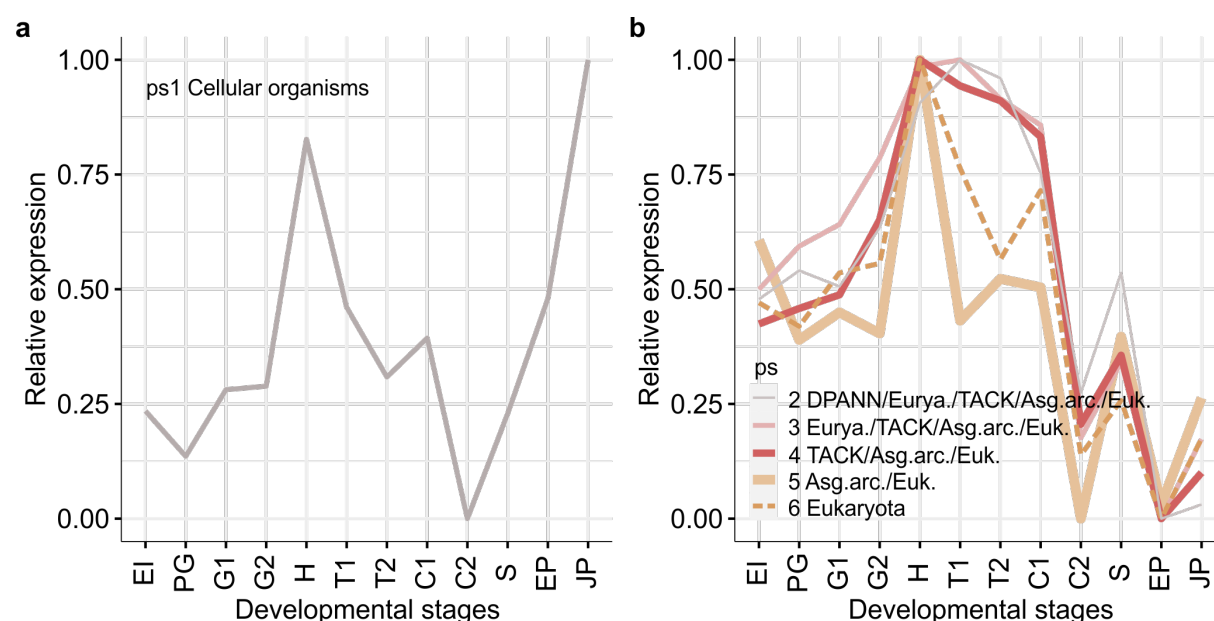 a
ps1 Cellular organisms
1.00
0.75
0.50
0.25
0.00
Relative expression
EI PG G1 G2 H T1 T2 C1 C2 S EP JP
Developmental stages
b
1.00
0.75
0.50
0.25
0.00
Relative expression
ps
2 DPANN/Eurya./TACK/Asg.arc./Euk.
3 Eurya./TACK/Asg.arc./Euk.
4 TACK/Asg.arc./Euk.
5 Asg.arc./Euk.
6 Eukaryota
EI PG G1 G2 H T1 T2 C1 C2 S EP JP
Developmental stages